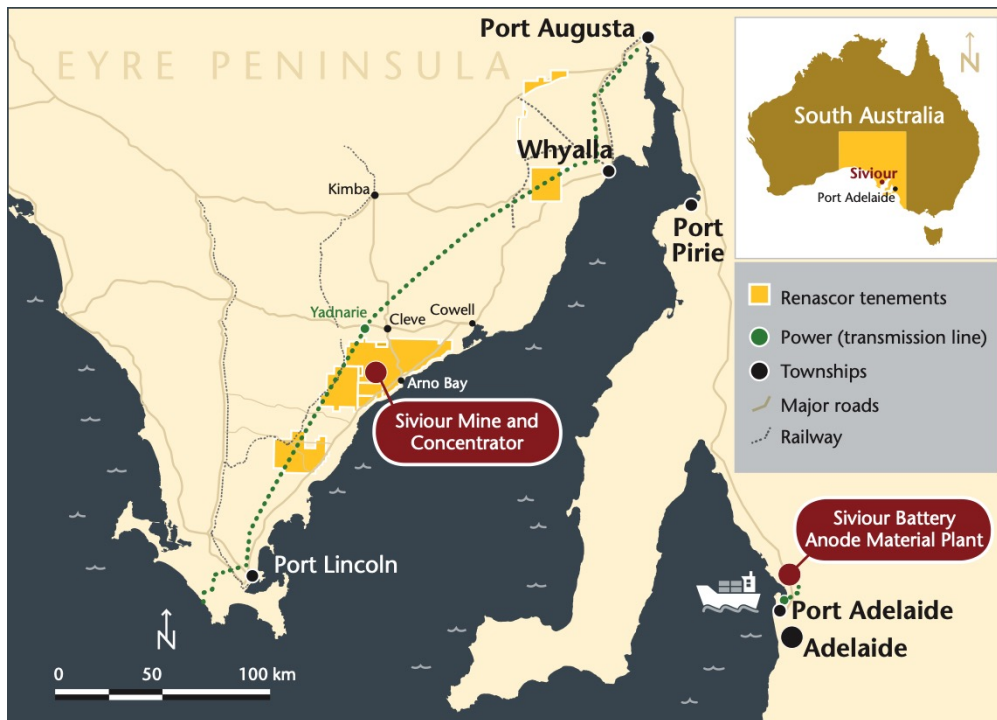 EYRE PENINSULA
Port Augusta
Whyalla
Kimba
Port
Pirie
Yadnarie
Cleve
Cowell
Arno Bay
Siviour Mine and
Concentrator
Port Lincoln
Siviour Battery
Anode Material Plant
Port Adelaide
Adelaide
N
0 50 100 km
N
South Australia
Siviour
Port Adelaide
Renascor tenements
Power (transmission line)
Townships
Major roads
Railway